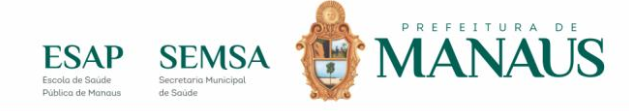 ESAP
Escola de Saúde
Pública de Manaus
SEMSA
Secretaria Municipal
de Saúde
PREFEITURA DE
MANAUS